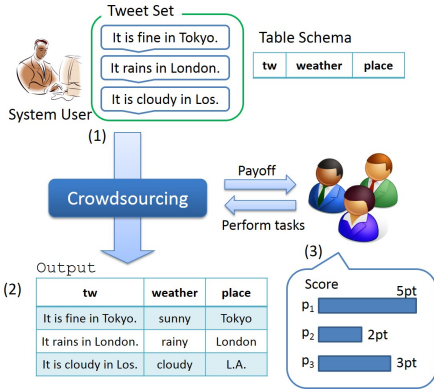 Tweet Set
It is fine in Tokyo.
It rains in London.
It is cloudy in Los.
System User
Table Schema
tw weather place
(1)
Crowdsourcing
Payoff
Perform tasks
(2)
Output
tw weather place
It is fine in Tokyo. sunny Tokyo
It rains in London. rainy London
It is cloudy in Los. cloudy L.A.
(3)
Score
p1 5pt
p2 2pt
p3 3pt